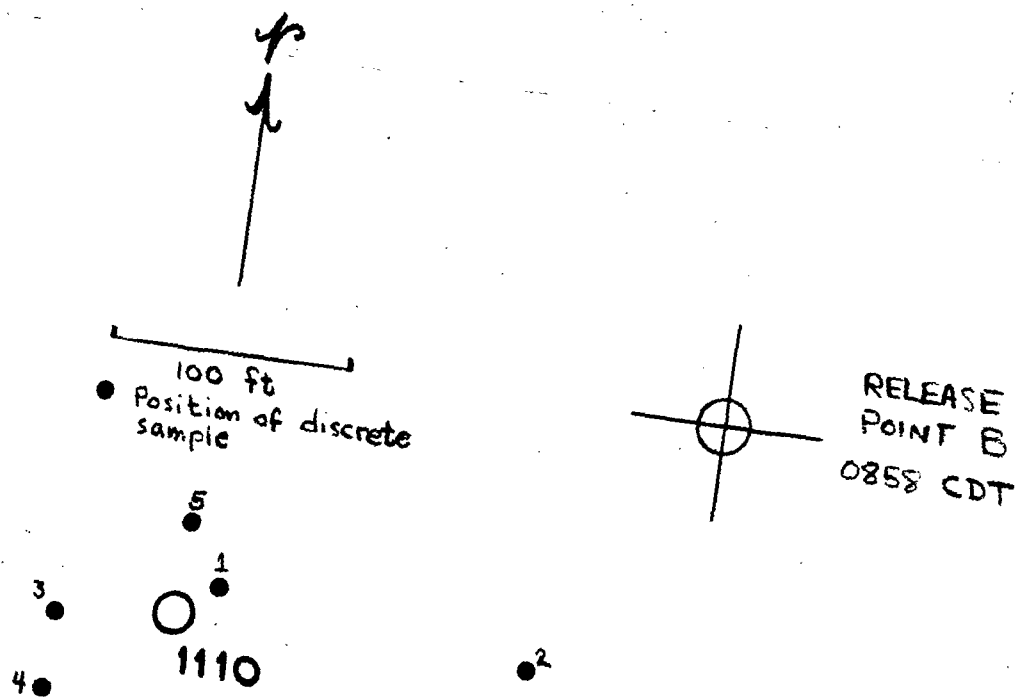 N
100 ft
Position of discrete
sample
RELEASE
POINT B
0858 CDT
5
1
3
1110
2
4